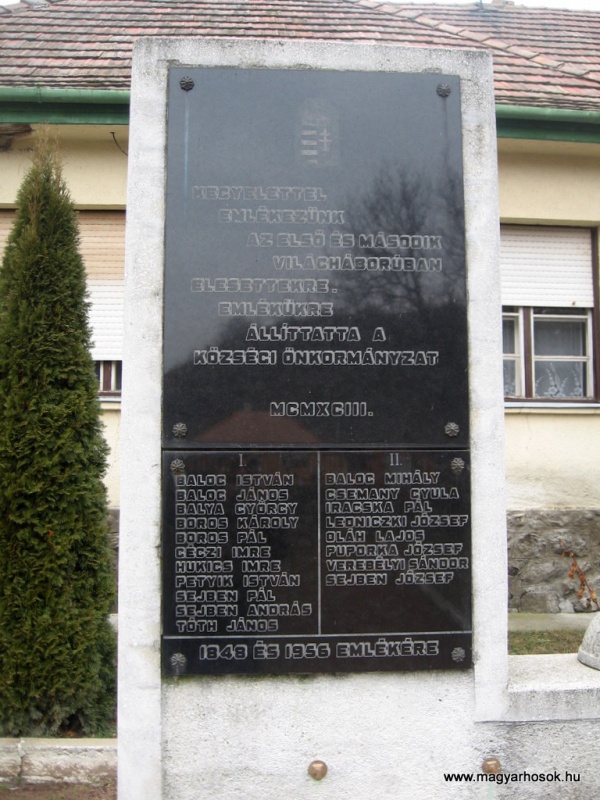 KEGYELETTEL
EMLÉKEZÜNK
AZ ELSŐ ÉS MÁSODIK
VILÁGHÁBORÚBAN
ELESETTEKRE.
EMLÉKÜKRE
ÁLLÍTTATTA A
KÖZSÉGI ÖNKORMÁNYZAT
MCMXCIII.
I.
BALOG ISTVÁN
BALOG JÁNOS
BALYA GYÖRGY
BOROS KÁROLY
BOROS PÁL
GÉCZI IMRE
HUKICS IMRE
PETYIK ISTVÁN
SEJBEN PÁL
SEJBEN ANDRÁS
TÓTH JÁNOS
II.
BALOG MIHÁLY
CSEMANY GYULA
IRACSKA PÁL
LEONICZKI JÓZSEF
OLÁH LAJOS
PUPORKA JÓZSEF
VEREBÉLYI SÁNDOR
SEJBEN JÓZSEF
1848 ÉS 1956 EMLÉKÉRE
www.magyarhosok.hu